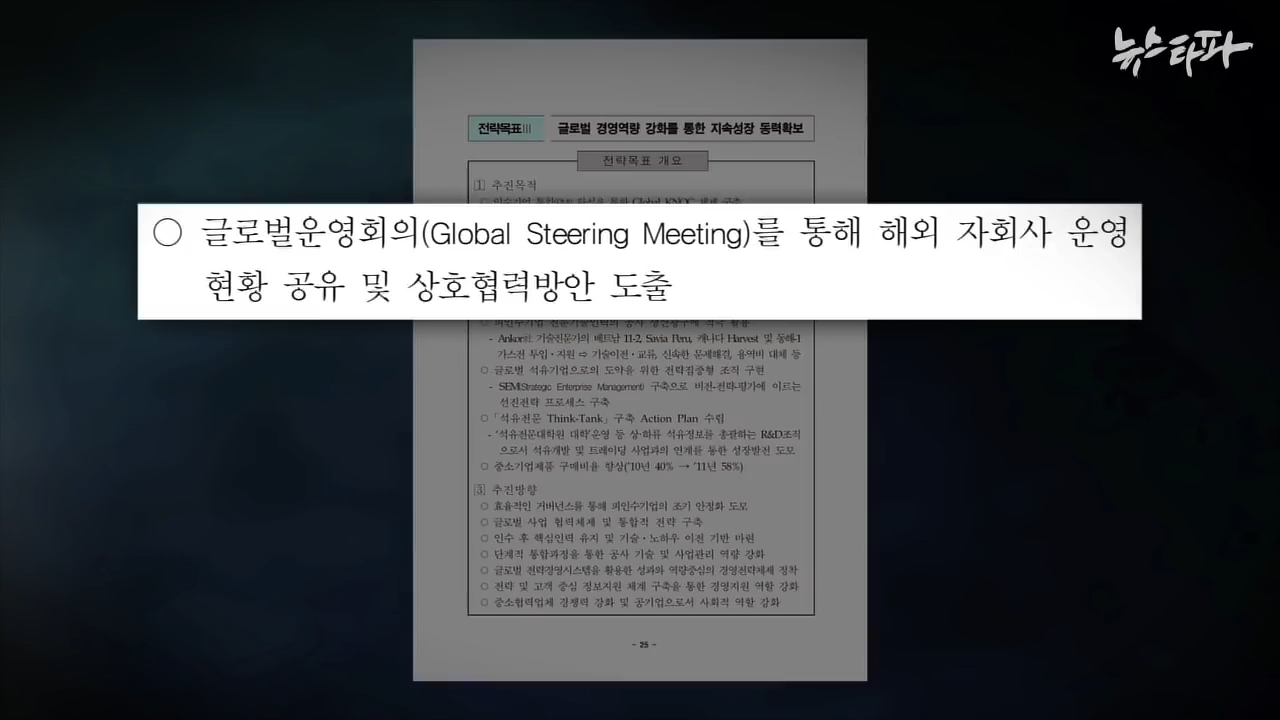 뉴스타파
전략목표Ⅲ 글로벌 경영역량 강화를 통한 지속성장 동력확보
전략목표 개요
1 추진목적
○ 글로벌운영회의(Global Steering Meeting)를 통해 해외 자회사 운영
현황 공유 및 상호협력방안 도출
- Ankor社 기술전문가의 베트남 11-2, Savia Peru, 캐나다 Harvest 및 동해-1
가스전 투입·지원 ⇨ 기술이전·교류, 신속한 문제해결, 용역비 대체 등
○ 글로벌 석유기업으로의 도약을 위한 전략집중형 조직 구현
- SEM(Strategic Enterprise Management) 구축으로 비전-전략-평가에 이르는
선진전략 프로세스 구축
○ 「석유전문 Think-Tank」 구축 Action Plan 수립
- '석유전문대학원 대학'운영 등 상·하류 석유정보를 총괄하는 R&D조직
으로서 석유개발 및 트레이딩 사업과의 연계를 통한 성장발전 도모
○ 중소기업제품 구매비율 향상('10년 40% → '11년 58%)
3 추진방향
○ 효율적인 거버넌스를 통해 피인수기업의 조기 안정화 도모
○ 글로벌 사업 협력체제 및 통합적 전략 구축
○ 인수 후 핵심인력 유지 및 기술·노하우 이전 기반 마련
○ 단계적 통합과정을 통한 공사 기술 및 사업관리 역량 강화
○ 글로벌 전략경영시스템을 활용한 성과와 역량중심의 경영전략체제 정착
○ 전략 및 고객 중심 정보지원 체계 구축을 통한 경영지원 역할 강화
○ 중소협력업체 경쟁력 강화 및 공기업으로서 사회적 역할 강화
- 25 -